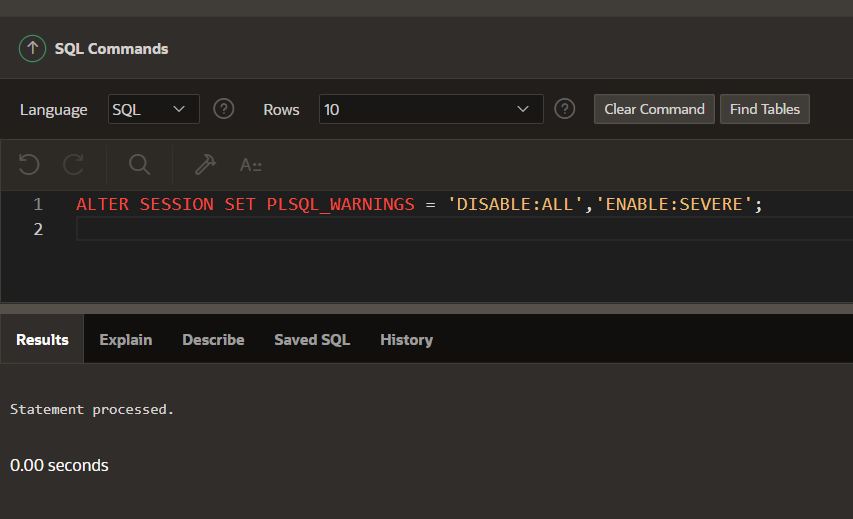 SQL Commands
Language SQL ? Rows 10 ? Clear Command Find Tables
A::
1 ALTER SESSION SET PLSQL_WARNINGS = 'DISABLE:ALL','ENABLE:SEVERE';
2
Results Explain Describe Saved SQL History
Statement processed.
0.00 seconds